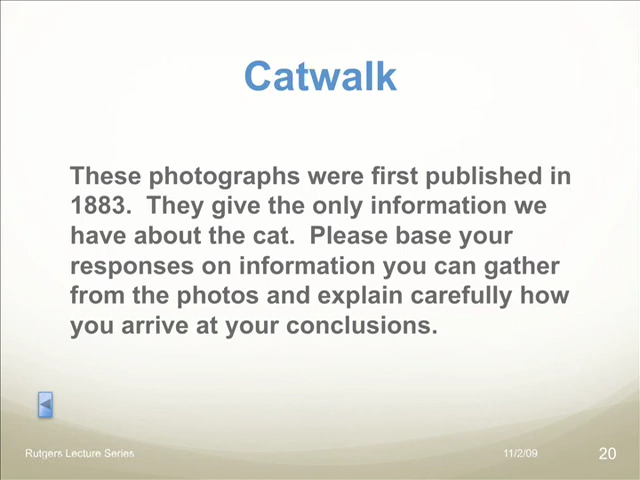 Catwalk
These photographs were first published in
1883.  They give the only information we
have about the cat.  Please base your
responses on information you can gather
from the photos and explain carefully how
you arrive at your conclusions.
Rutgers Lecture Series
11/2/09
20